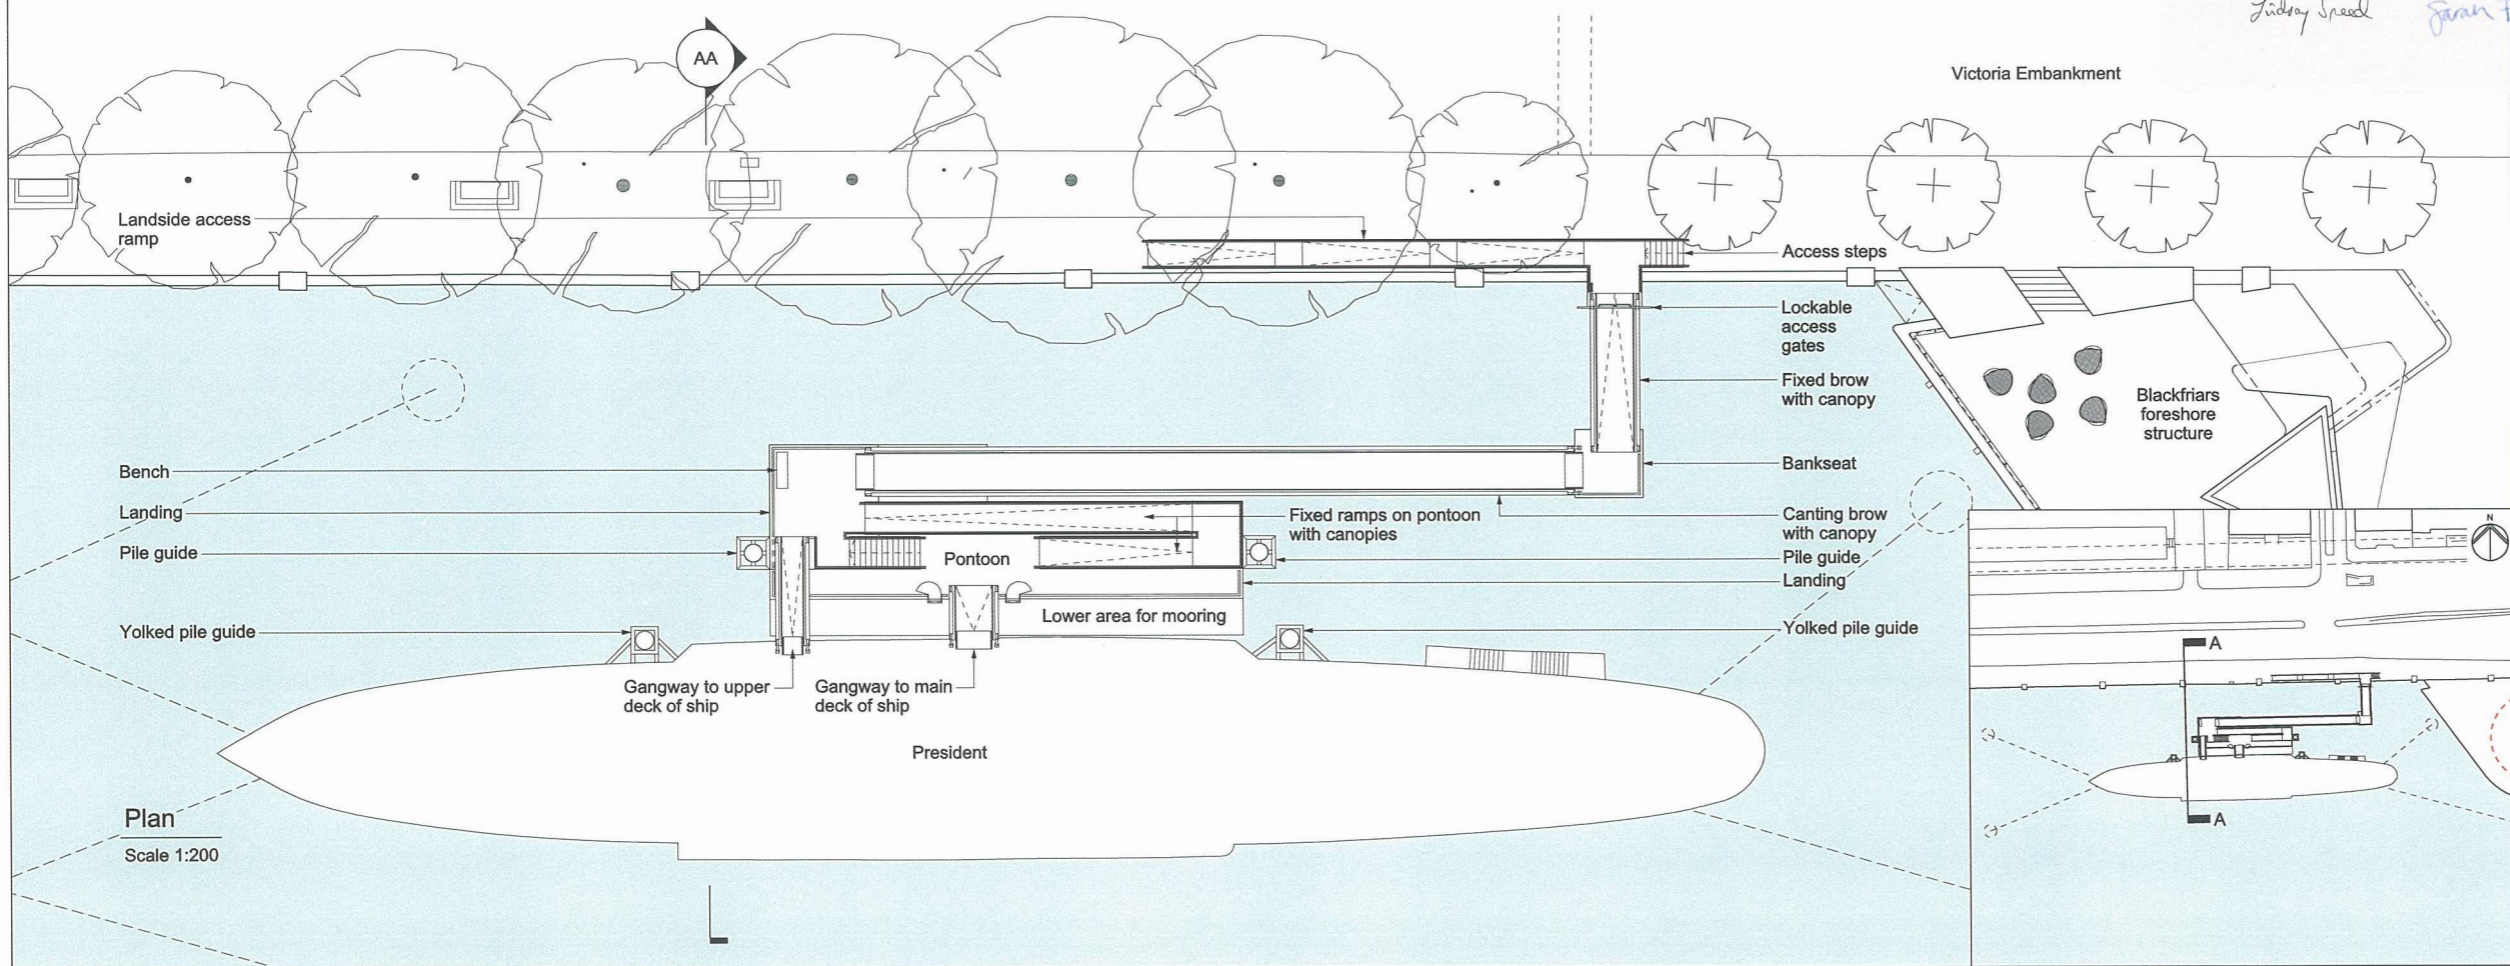 Lindsay Speed
Sarah
AA
Victoria Embankment
Landside access
ramp
Access steps
Lockable
access
gates
Fixed brow
with canopy
Blackfriars
foreshore
structure
Bench
Bankseat
Landing
Fixed ramps on pontoon
with canopies
Canting brow
with canopy
N
Pile guide
Pontoon
Pile guide
Landing
Lower area for mooring
Yolked pile guide
Yolked pile guide
A
Gangway to upper
deck of ship
Gangway to main
deck of ship
President
Plan
Scale 1:200
A